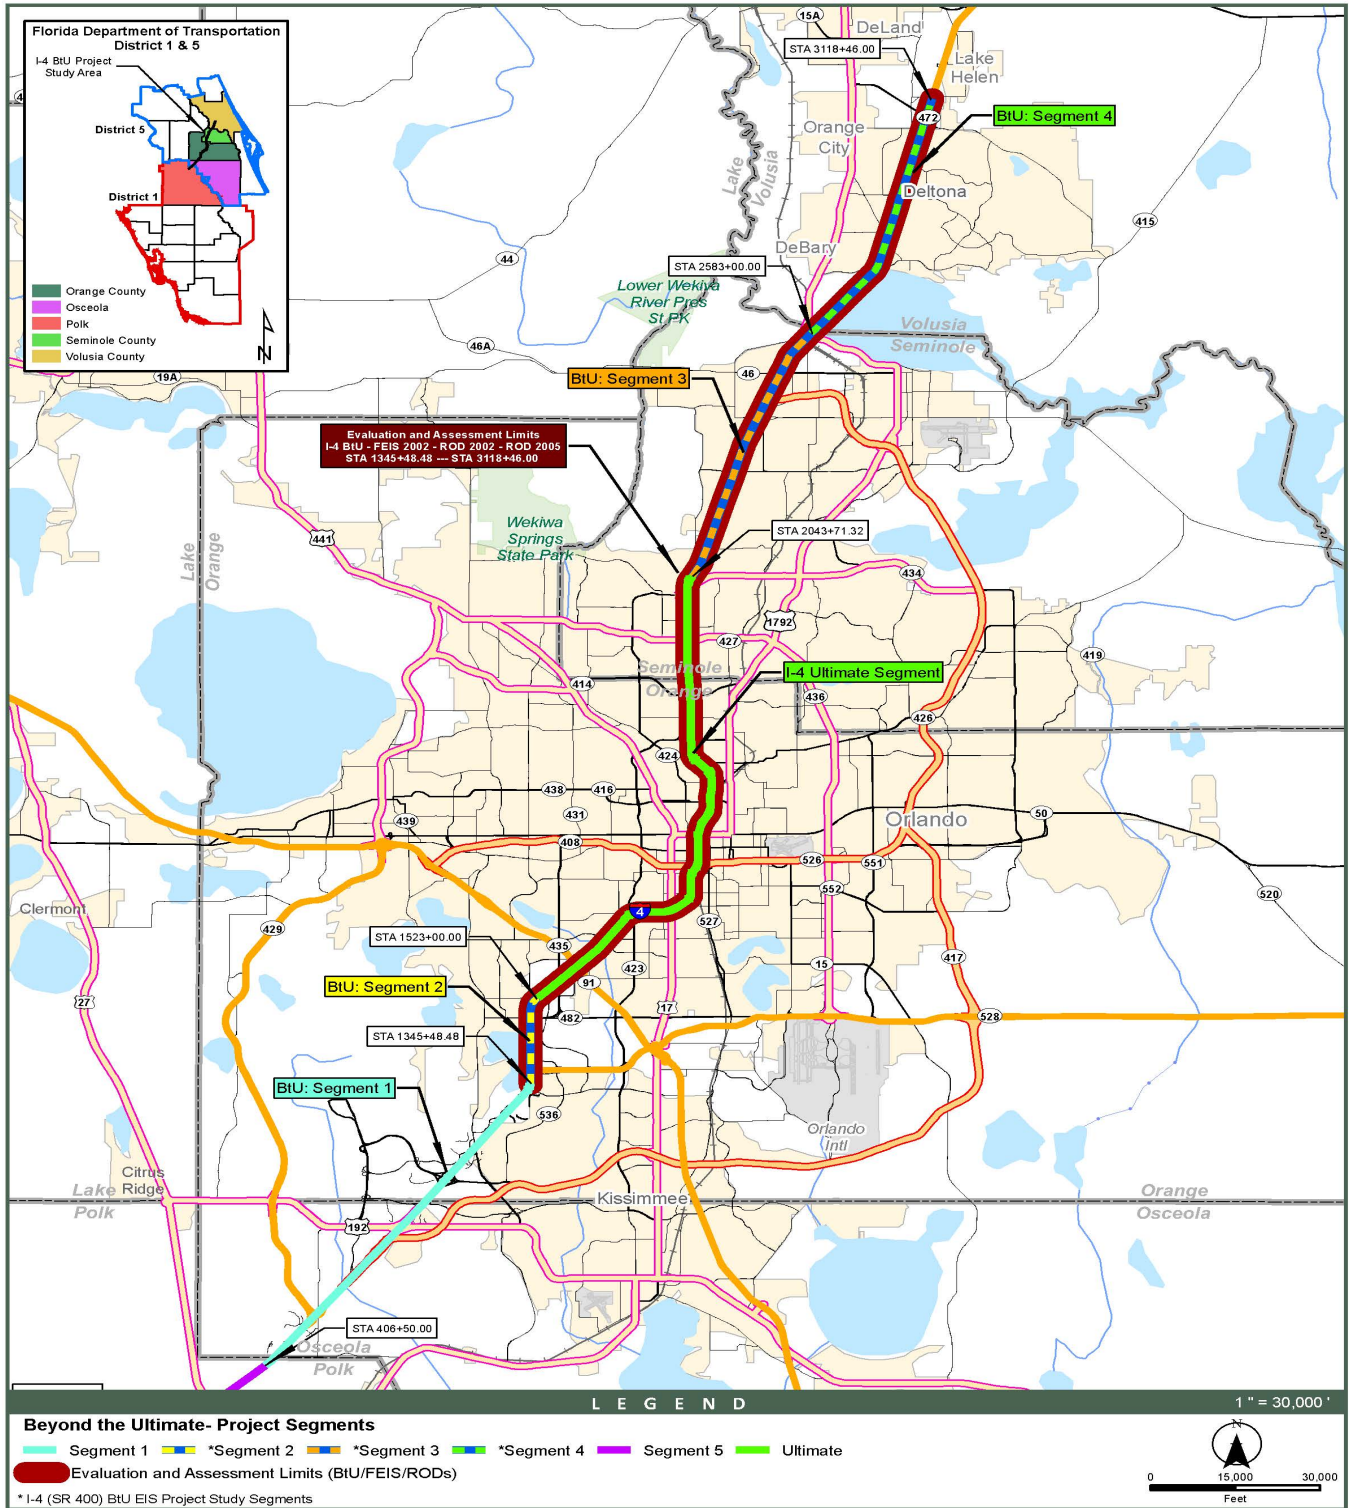 Florida Department of Transportation
District 1 & 5
I-4 BtU Project
Study Area
District 5
District 1
Orange County
Osceola
Polk
Seminole County
Volusia County
N
15A
DeLand
STA 3118+46.00
Lake
Helen
472
BtU: Segment 4
Orange
City
Lake
Volusia
Deltona
415
DeBary
44
STA 2583+00.00
Lower Wekiva
River Pres
St PK
Volusia
Seminole
46A
19A
BtU: Segment 3
46
Evaluation and Assessment Limits
I-4 BtU - FEIS 2002 - ROD 2002 - ROD 2005
STA 1345+48.48 --- STA 3118+46.00
Wekiwa
Springs
State Park
STA 2043+71.32
441
Lake
Orange
434
1792
427
419
Seminole
Orange
I-4 Ultimate Segment
414
436
426
424
438
416
431
439
50
Orlando
408
526
551
552
520
Clermont
4
527
429
STA 1523+00.00
435
423
15
417
91
BtU: Segment 2
27
17
482
528
STA 1345+48.48
BtU: Segment 1
536
Orlando
Intl
Citrus
Ridge
Lake
Polk
Kissimmee
Orange
Osceola
192
STA 406+50.00
Osceola
Polk
LEGEND
1 " = 30,000 '
Beyond the Ultimate- Project Segments
Segment 1 *Segment 2 *Segment 3 *Segment 4 Segment 5 Ultimate
Evaluation and Assessment Limits (BtU/FEIS/RODs)
* I-4 (SR 400) BtU EIS Project Study Segments
N
0 15,000 30,000
Feet